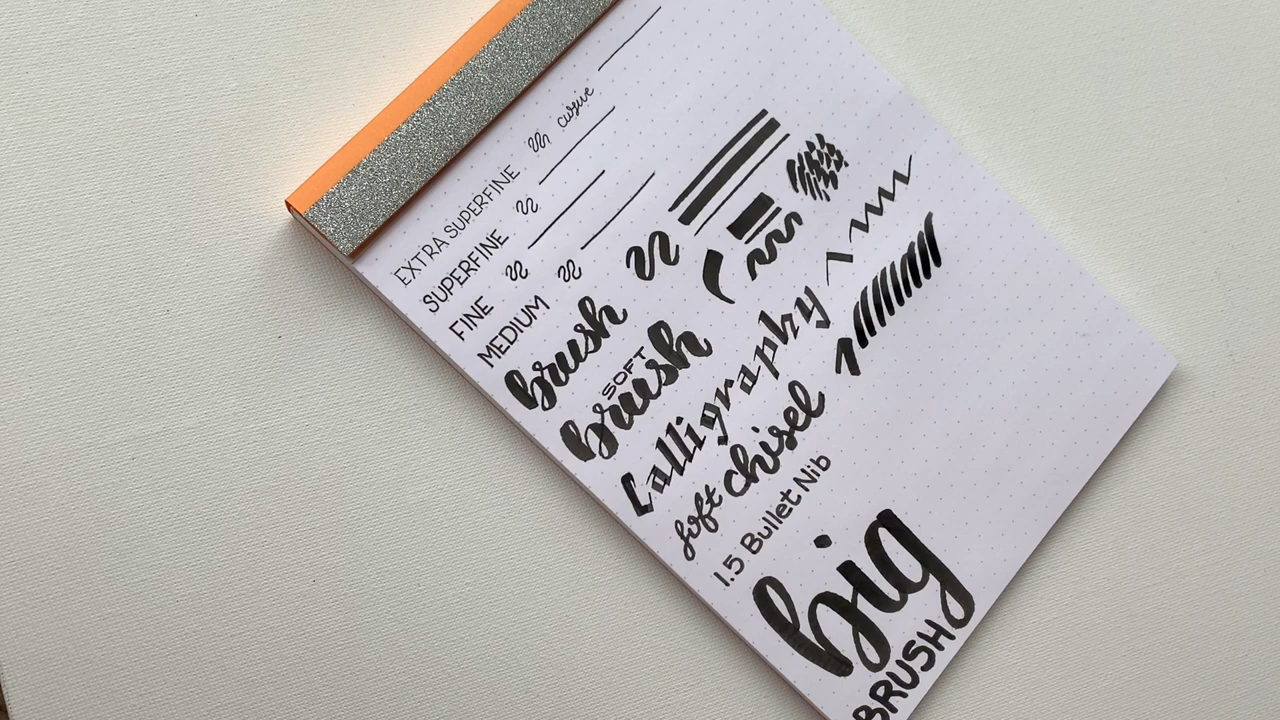 EXTRA SUPERFINE cursive
SUPERFINE
FINE
MEDIUM
brush
SOFT
brush
Calligraphy
soft chisel
1.5 Bullet Nib
big
BRUSH